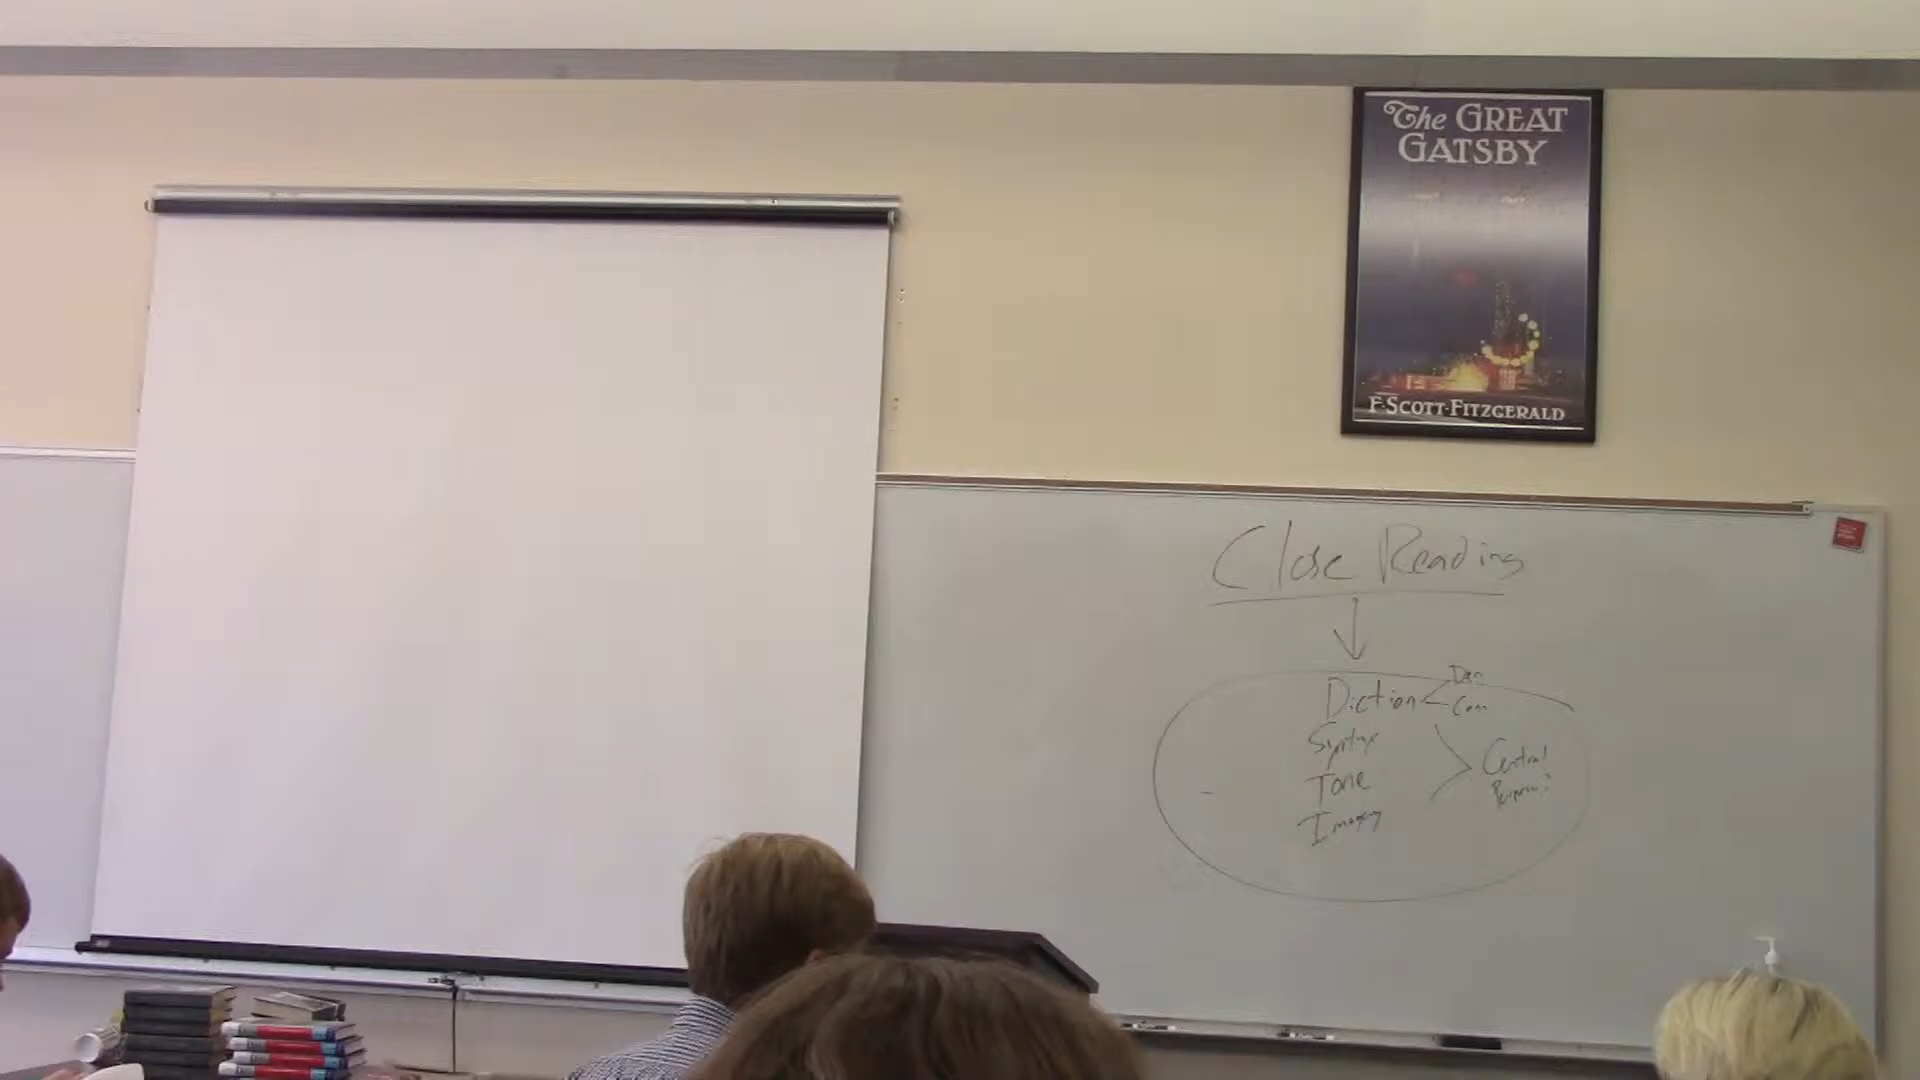 The GREAT
GATSBY
F·SCOTT·FITZGERALD
Close Reading
Diction
Den
Con
Syntax
Tone
Imagery
Central